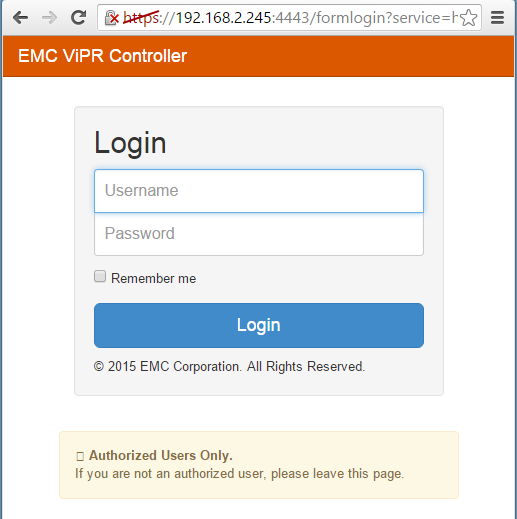 https://192.168.2.245:4443/formlogin?service=h
EMC ViPR Controller
Login
Username
Password
Remember me
Login
© 2015 EMC Corporation. All Rights Reserved.
Authorized Users Only.
If you are not an authorized user, please leave this page.